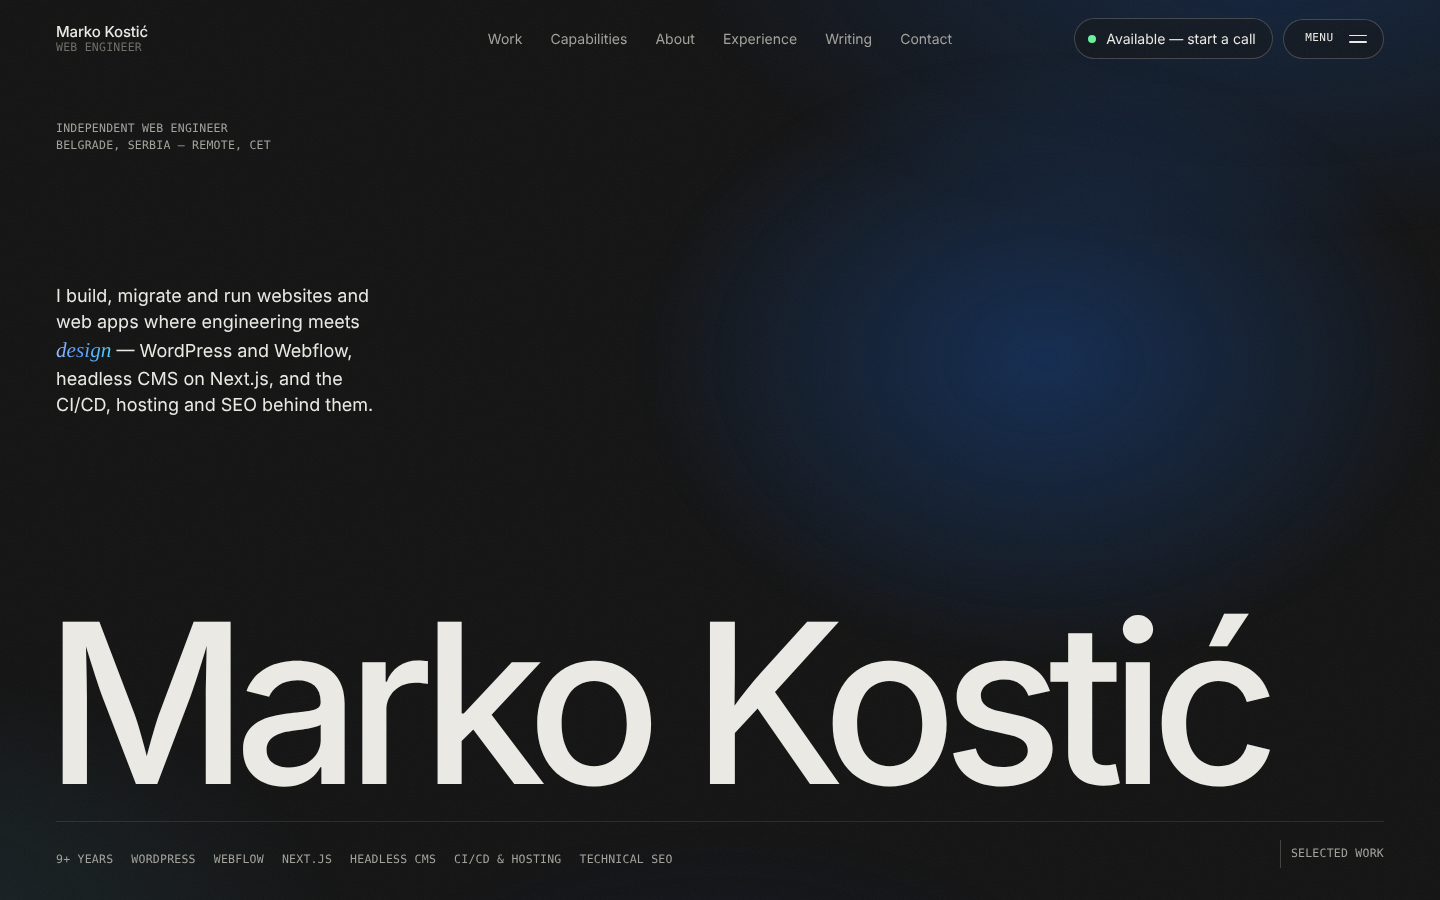 Marko Kostić
WEB ENGINEER
Work
Capabilities
About
Experience
Writing
Contact
Available — start a call
MENU
INDEPENDENT WEB ENGINEER
BELGRADE, SERBIA — REMOTE, CET
I build, migrate and run websites and
web apps where engineering meets
design — WordPress and Webflow,
headless CMS on Next.js, and the
CI/CD, hosting and SEO behind them.
Marko Kostić
9+ YEARS
WORDPRESS
WEBFLOW
NEXT.JS
HEADLESS CMS
CI/CD & HOSTING
TECHNICAL SEO
SELECTED WORK